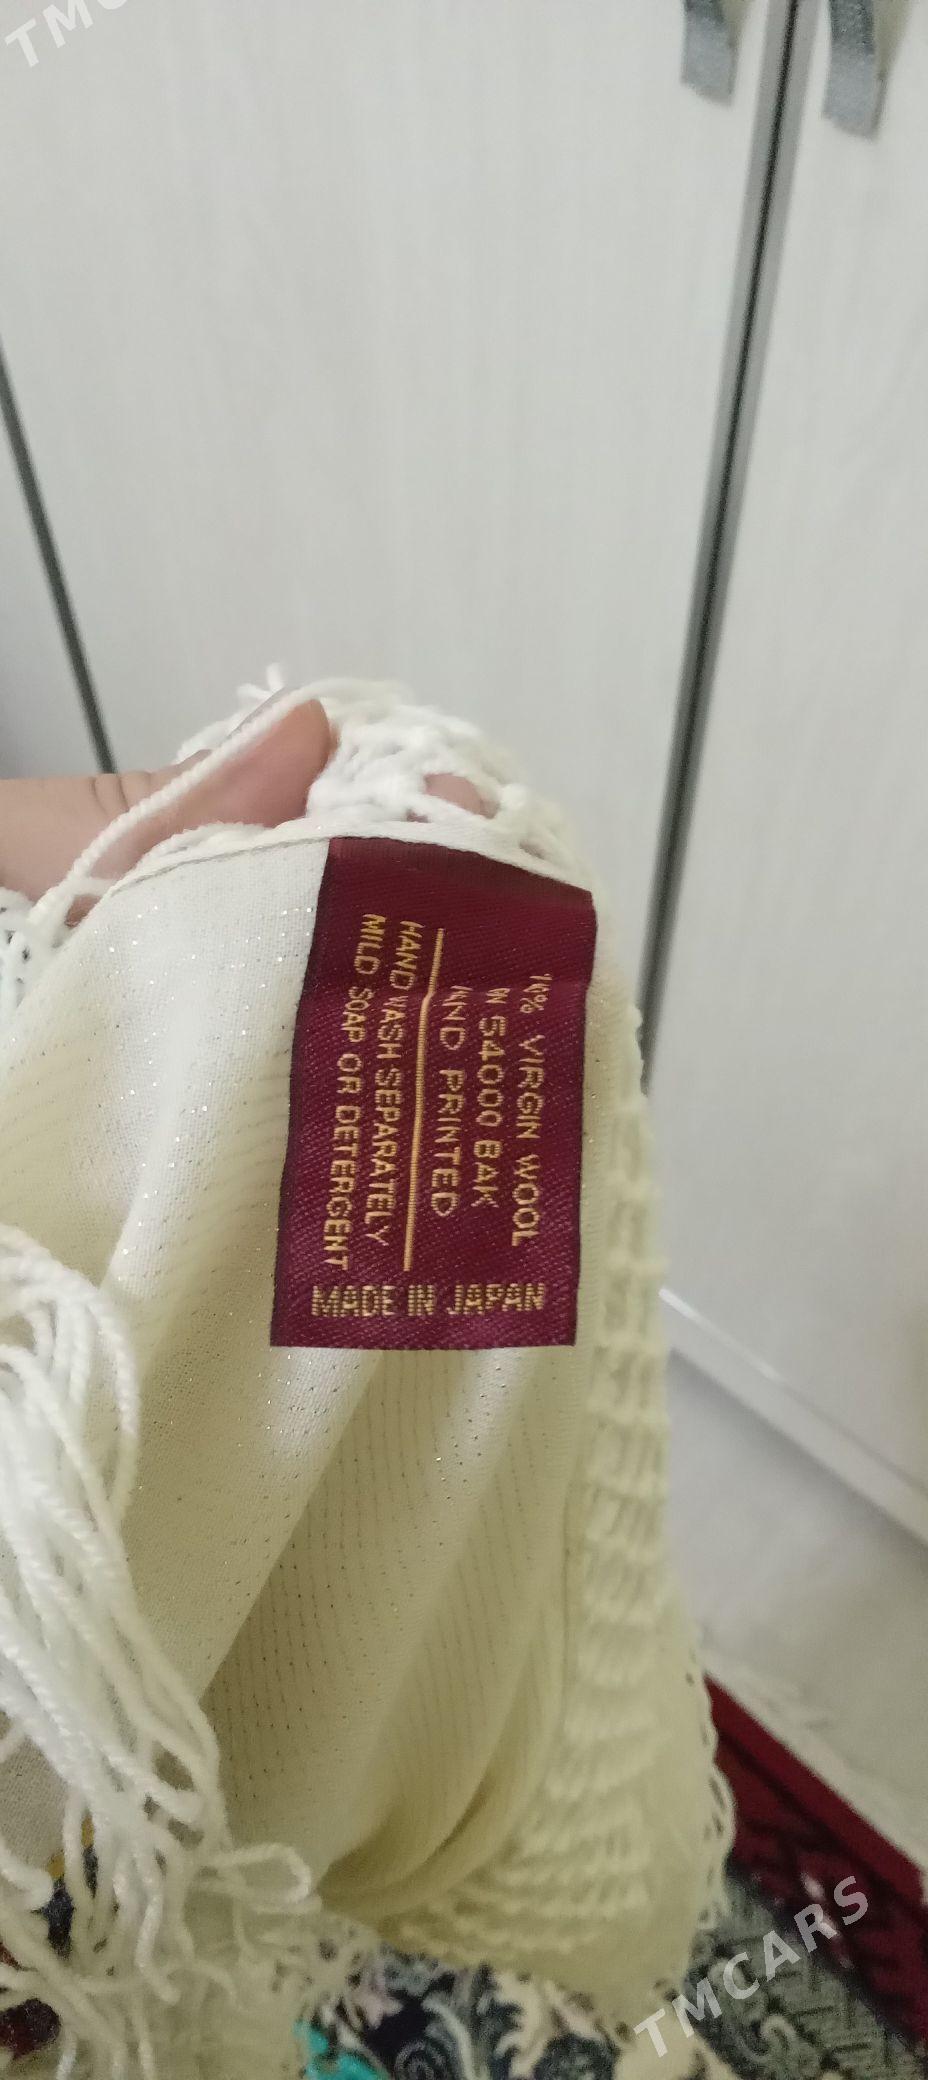 VIRGIN WOOL
54000 BAK
PRINTED
HAND WASH SEPARATELY
MILD SOAP OR DETERGENT
MADE IN JAPAN
TMCARS